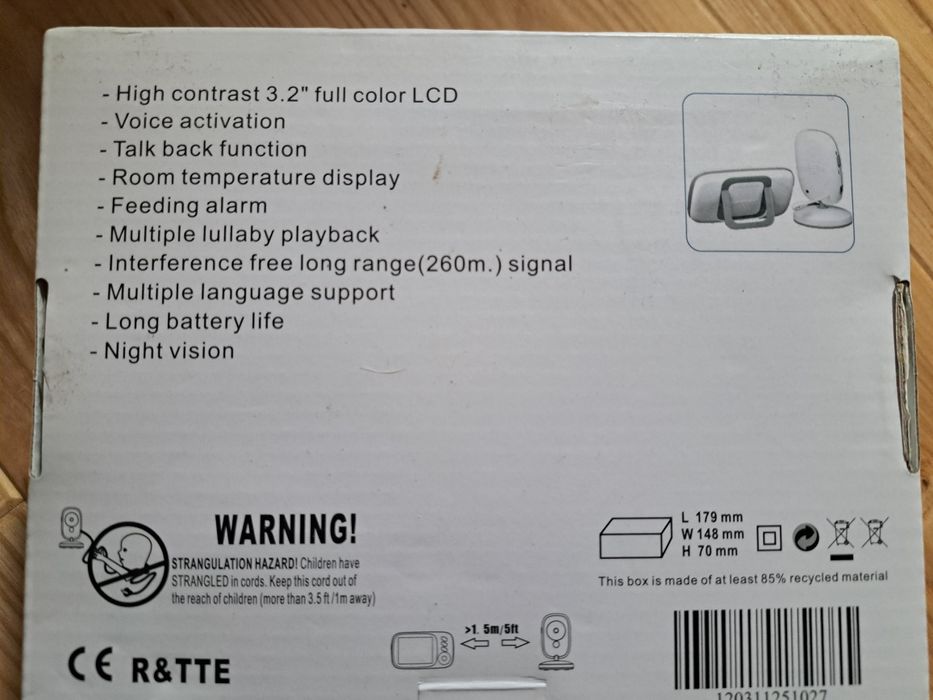 - High contrast 3.2" full color LCD
- Voice activation
- Talk back function
- Room temperature display
- Feeding alarm
- Multiple lullaby playback
- Interference free long range(260m.) signal
- Multiple language support
- Long battery life
- Night vision
WARNING!
STRANGULATION HAZARD! Children have
STRANGLED in cords. Keep this cord out of
the reach of children (more than 3.5 ft /1m away)
L 179 mm
W 148 mm
H 70 mm
This box is made of at least 85% recycled material
>1. 5m/5ft
CE R&TTE
120311251027